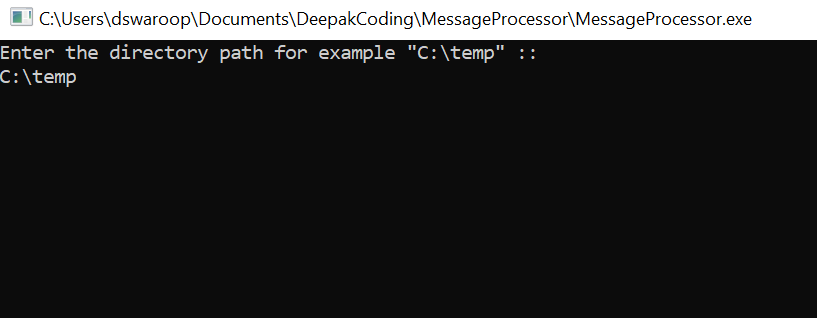 C:\Users\dswaroop\Documents\DeepakCoding\MessageProcessor\MessageProcessor.exe
Enter the directory path for example "C:\temp" ::
C:\temp